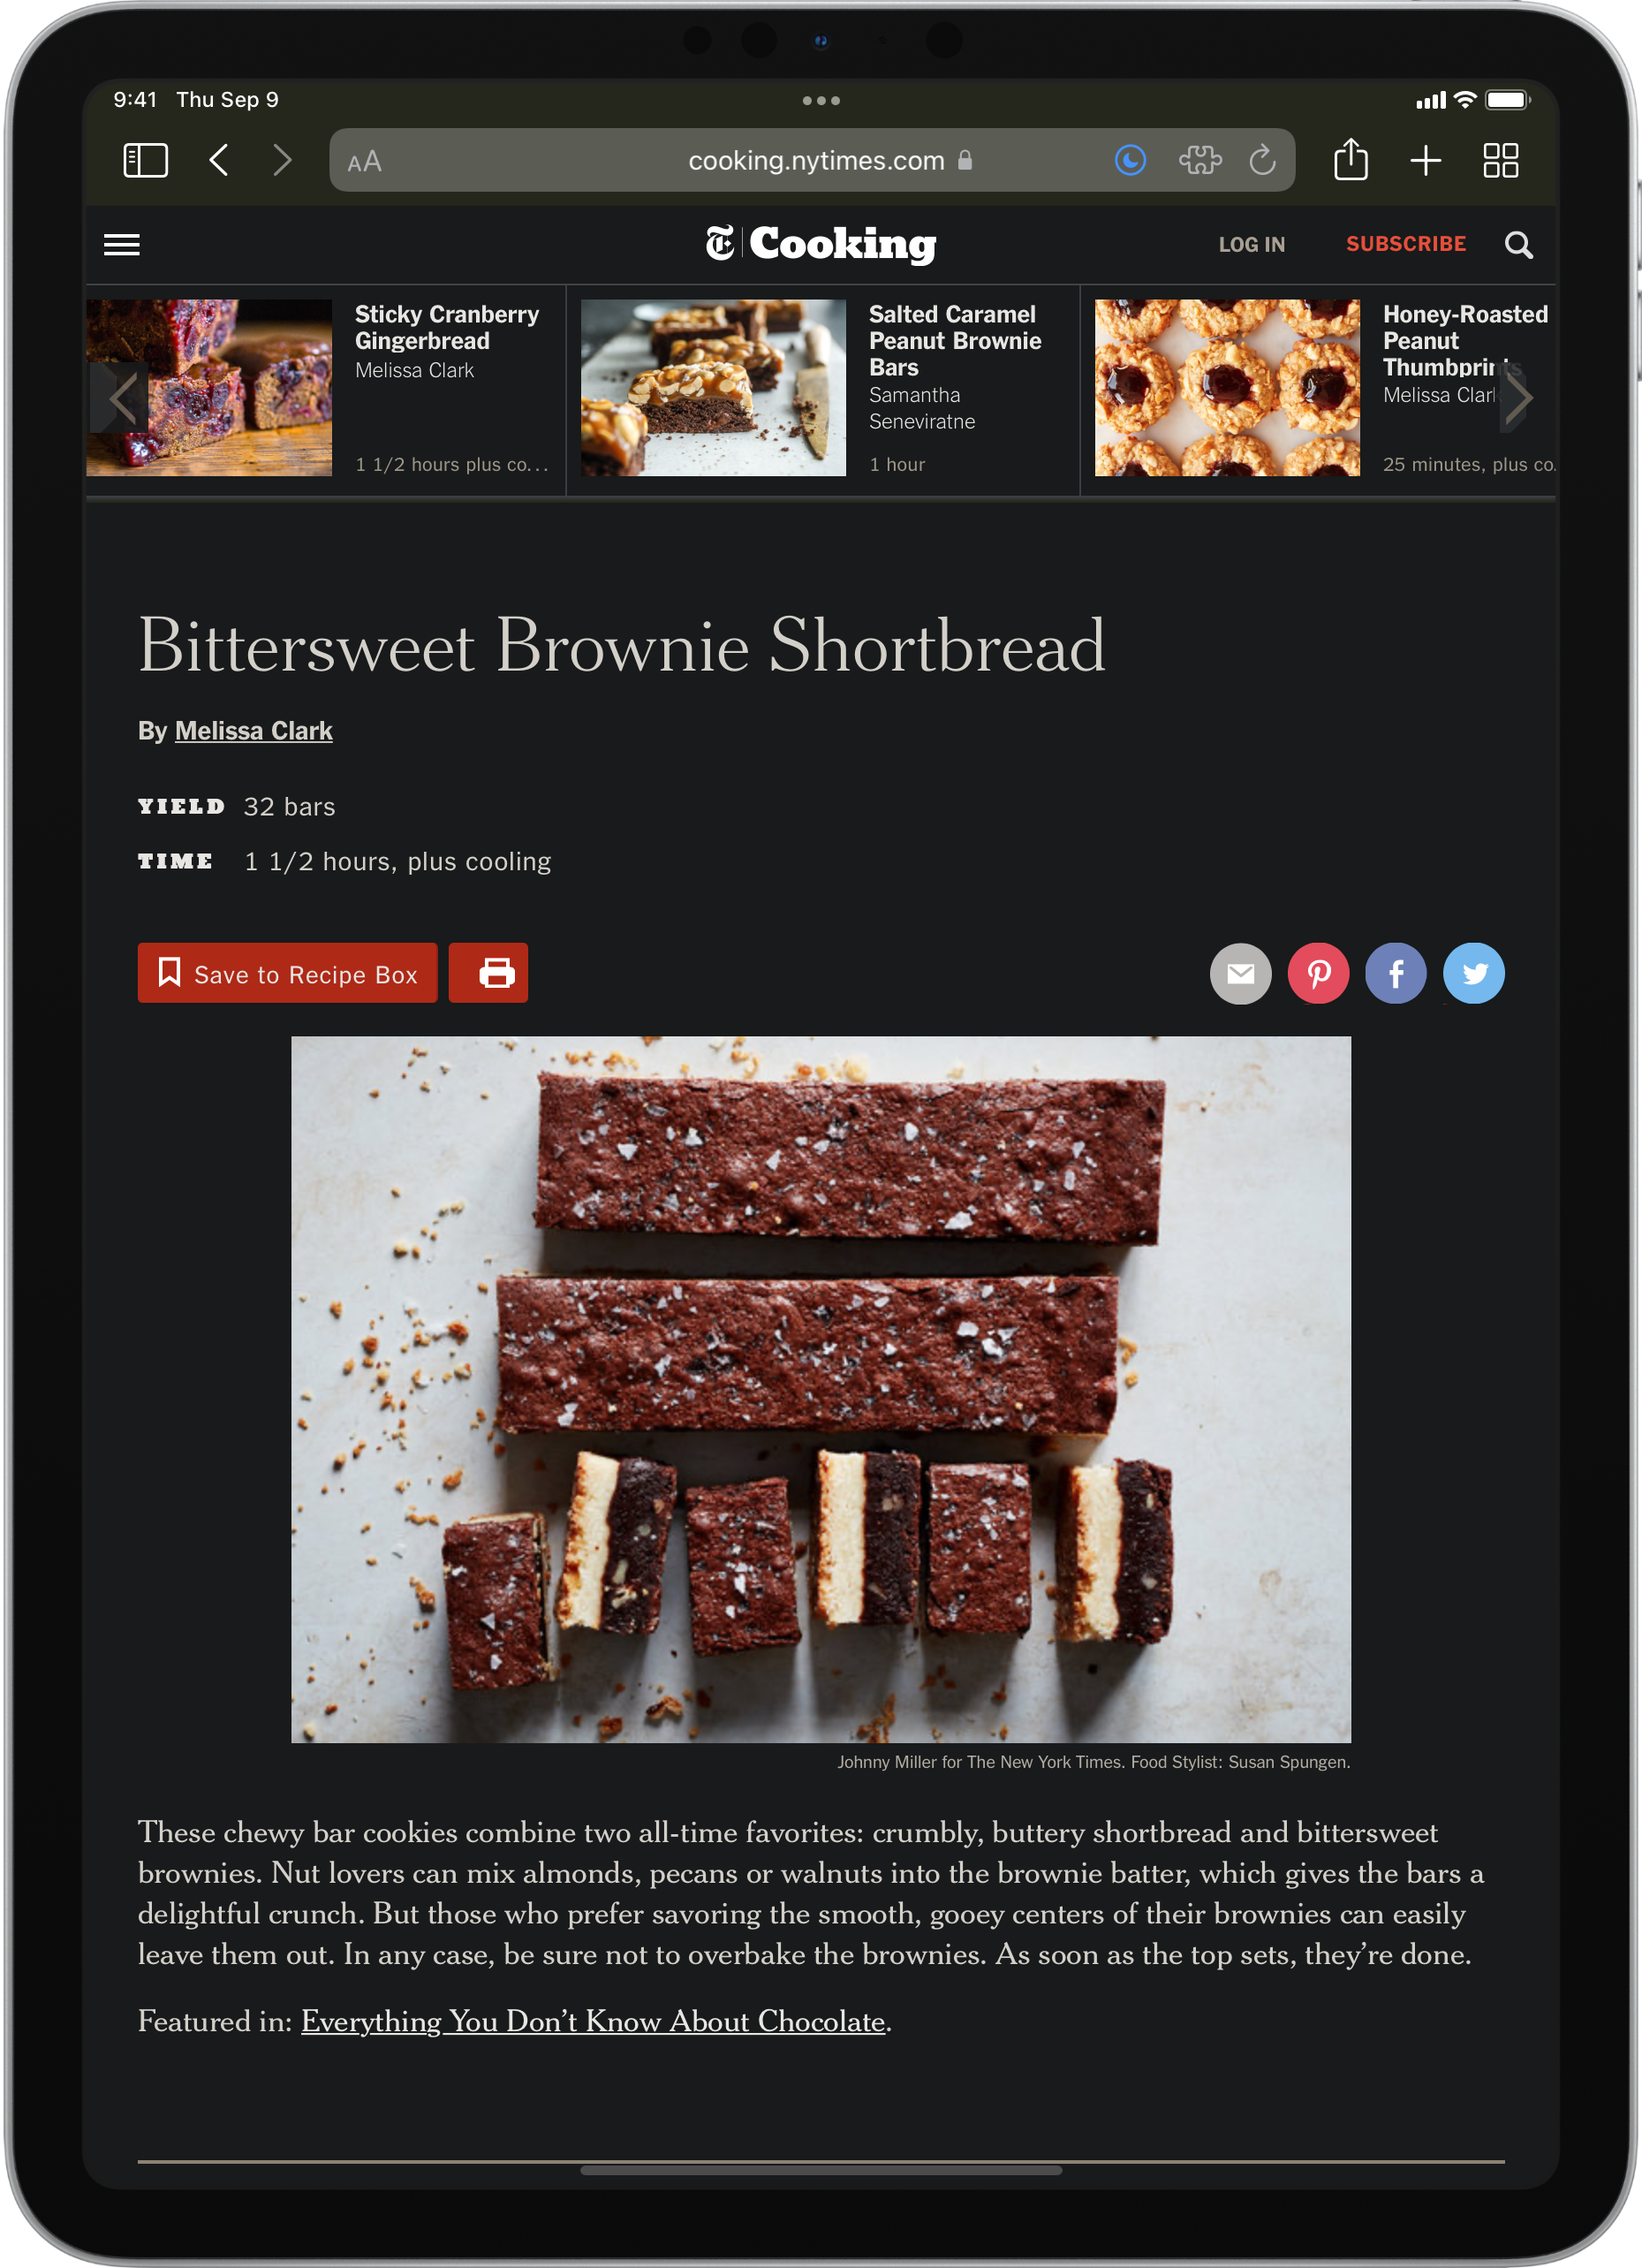 9:41 Thu Sep 9
AA cooking.nytimes.com
T Cooking LOG IN SUBSCRIBE
Sticky Cranberry
Gingerbread
Melissa Clark
1 1/2 hours plus co...
Salted Caramel
Peanut Brownie
Bars
Samantha
Seneviratne
1 hour
Honey-Roasted
Peanut
Thumbprints
Melissa Clark
25 minutes, plus co.
Bittersweet Brownie Shortbread
By Melissa Clark
YIELD 32 bars
TIME 1 1/2 hours, plus cooling
Save to Recipe Box
Johnny Miller for The New York Times. Food Stylist: Susan Spungen.
These chewy bar cookies combine two all-time favorites: crumbly, buttery shortbread and bittersweet
brownies. Nut lovers can mix almonds, pecans or walnuts into the brownie batter, which gives the bars a
delightful crunch. But those who prefer savoring the smooth, gooey centers of their brownies can easily
leave them out. In any case, be sure not to overbake the brownies. As soon as the top sets, they’re done.
Featured in: Everything You Don’t Know About Chocolate.